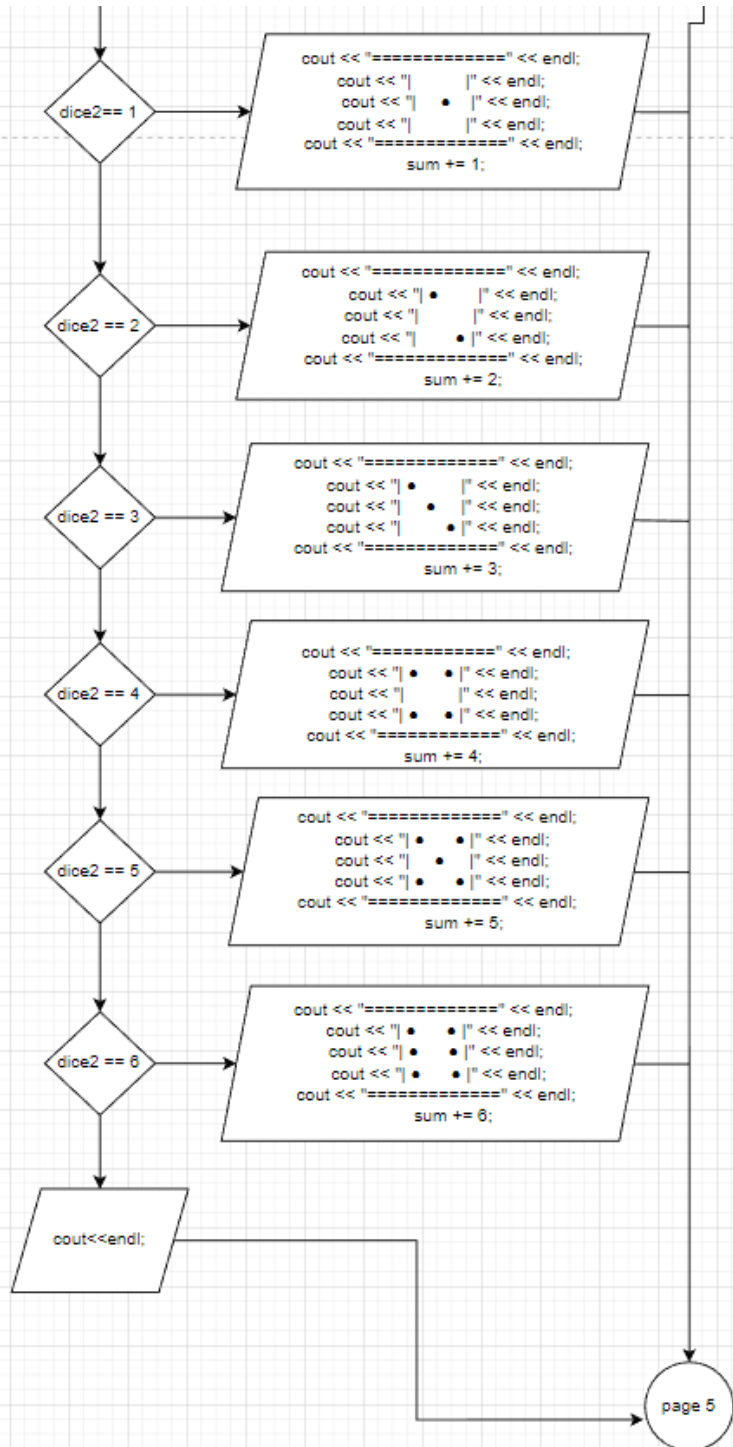 dice2== 1
cout << "=============" << endl;
cout << "|             |" << endl;
cout << "|      ●     |" << endl;
cout << "|             |" << endl;
cout << "=============" << endl;
sum += 1;
dice2 == 2
cout << "=============" << endl;
cout << "| ●          |" << endl;
cout << "|             |" << endl;
cout << "|          ● |" << endl;
cout << "=============" << endl;
sum += 2;
dice2 == 3
cout << "=============" << endl;
cout << "| ●           |" << endl;
cout << "|      ●      |" << endl;
cout << "|           ● |" << endl;
cout << "=============" << endl;
sum += 3;
dice2 == 4
cout << "============" << endl;
cout << "| ●      ● |" << endl;
cout << "|             |" << endl;
cout << "| ●      ● |" << endl;
cout << "============" << endl;
sum += 4;
dice2 == 5
cout << "=============" << endl;
cout << "| ●       ● |" << endl;
cout << "|      ●      |" << endl;
cout << "| ●       ● |" << endl;
cout << "=============" << endl;
sum += 5;
dice2 == 6
cout << "=============" << endl;
cout << "| ●       ● |" << endl;
cout << "| ●       ● |" << endl;
cout << "| ●       ● |" << endl;
cout << "=============" << endl;
sum += 6;
cout<<endl;
page 5